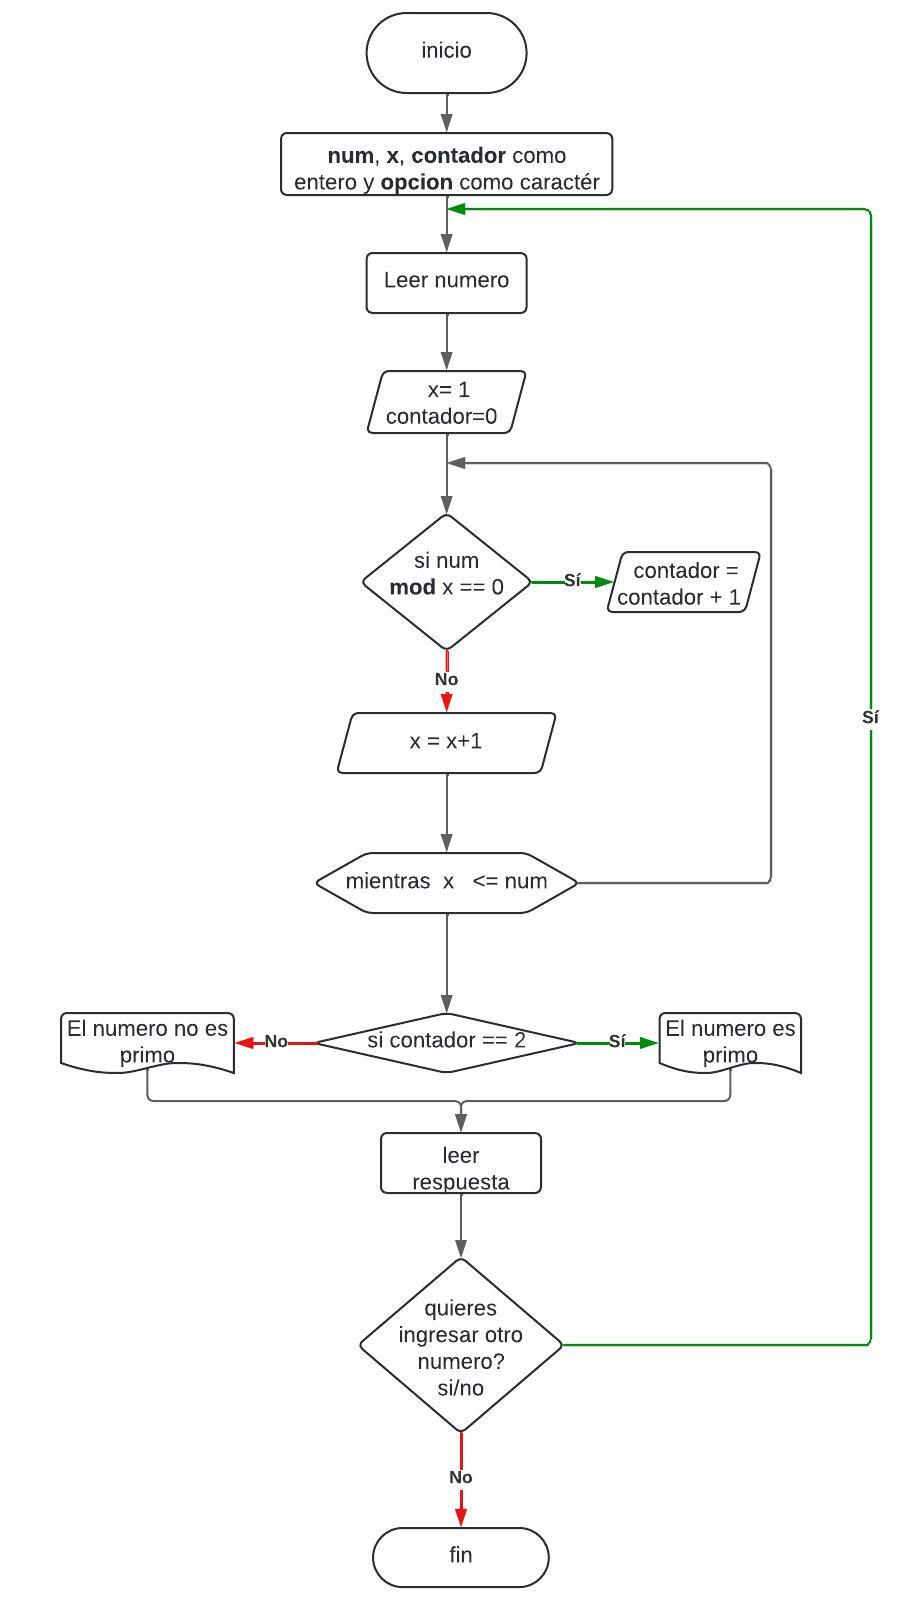 inicio
num, x, contador como
entero y opcion como caractér
Leer numero
x= 1
contador=0
si num
mod x == 0
Sí
contador =
contador + 1
No
x = x+1
Sí
mientras x <= num
El numero no es
primo
No
si contador == 2
Sí
El numero es
primo
leer
respuesta
quieres
ingresar otro
numero?
si/no
No
fin